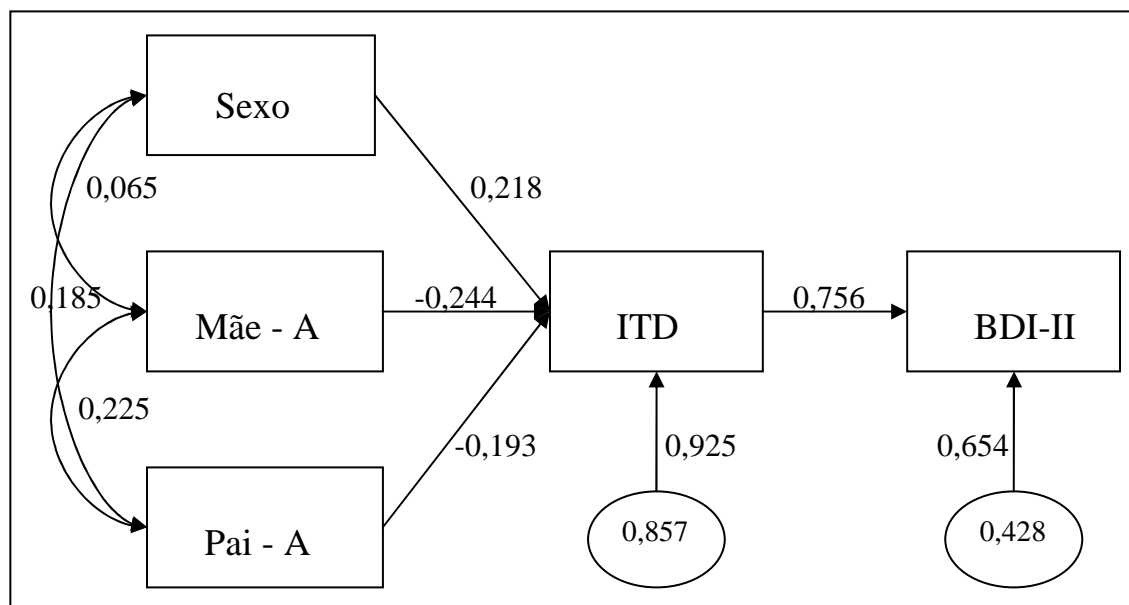 Sexo
0,065
0,218
0,185
Mãe - A
-0,244
ITD
0,756
BDI-II
0,225
-0,193
0,925
0,654
Pai - A
0,857
0,428